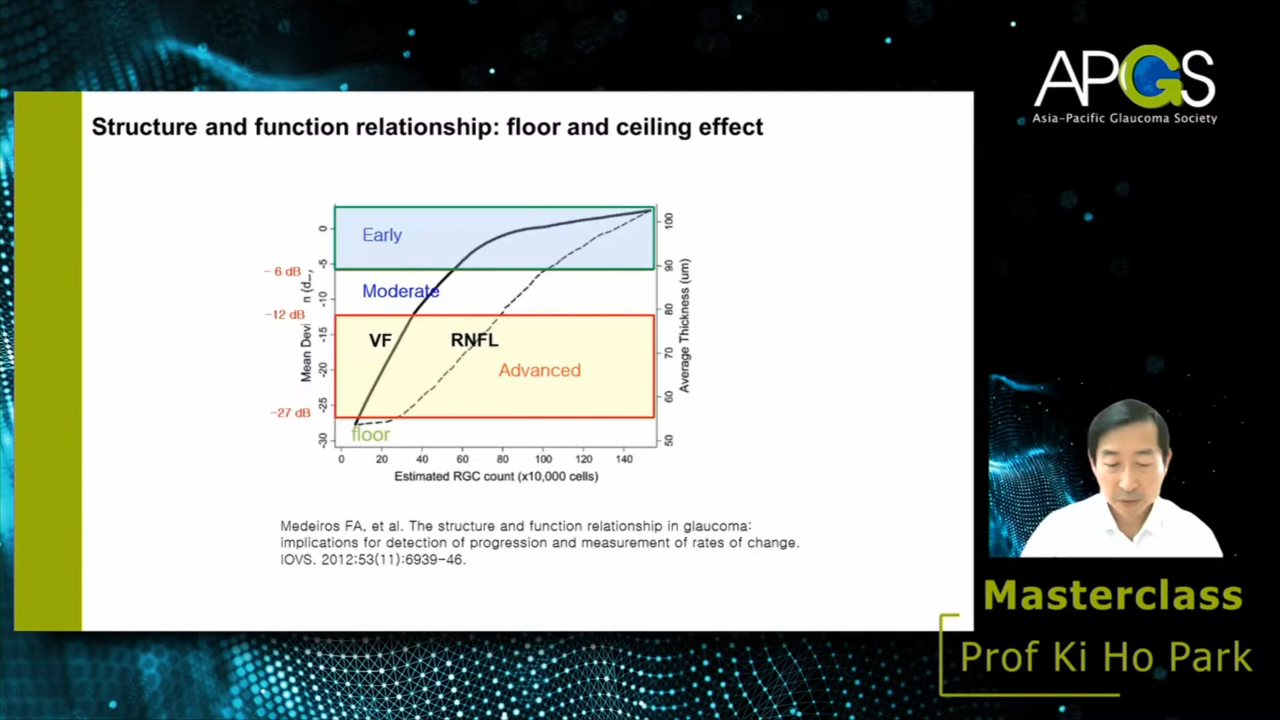 APGS
Asia-Pacific Glaucoma Society
Structure and function relationship: floor and ceiling effect
Early
Moderate
VF
RNFL
Advanced
floor
− 6 dB
−12 dB
−27 dB
Mean Devi
n (d
0
-5
-10
-15
-20
-25
-30
100
90
80
70
60
50
Average Thickness (um)
0 20 40 60 80 100 120 140
Estimated RGC count (x10,000 cells)
Medeiros FA, et al. The structure and function relationship in glaucoma:
implications for detection of progression and measurement of rates of change.
IOVS. 2012;53(11):6939−46.
Masterclass
Prof Ki Ho Park